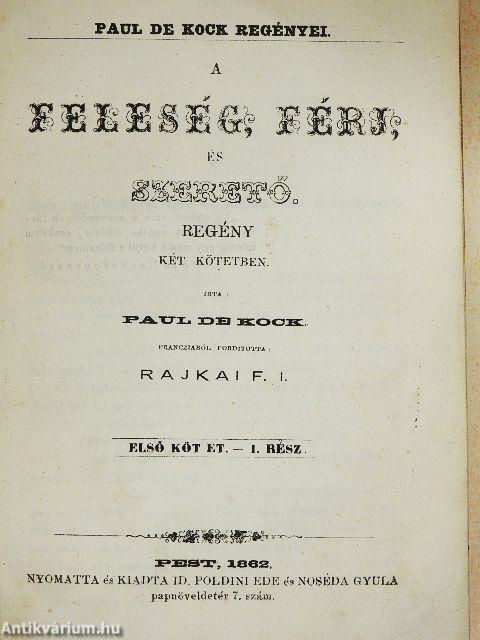 PAUL DE KOCK REGÉNYEI.
A
FELESÉG, FÉRJ,
ÉS
SZERETŐ.
REGÉNY
KÉT KÖTETBEN.
IRTA :
PAUL DE KOCK.
FRANCZIÁBÓL FORDITOTTA :
RAJKAI F. I.
ELSŐ KÖT ET. — I. RÉSZ.
PEST, 1862.
NYOMATTA és KIADTA ID. POLDINI EDE és NOSÉDA GYULA
papnöveldetér 7. szám.
Antikvárium.hu